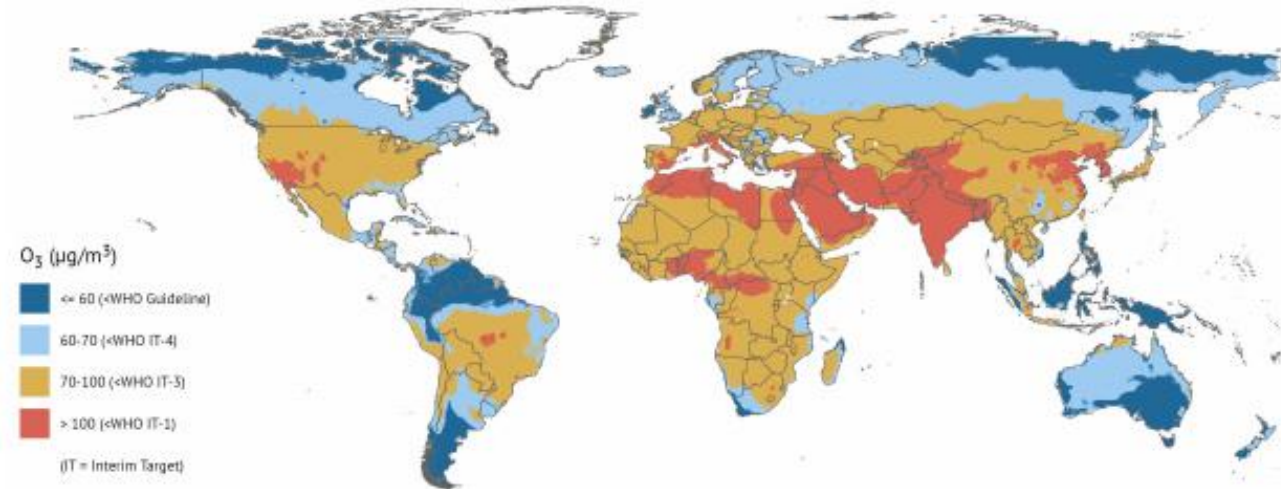 O₃ (µg/m³)
<= 60 (<WHO Guideline)
60-70 (<WHO IT-4)
70-100 (<WHO IT-3)
> 100 (<WHO IT-1)
(IT = Interim Target)